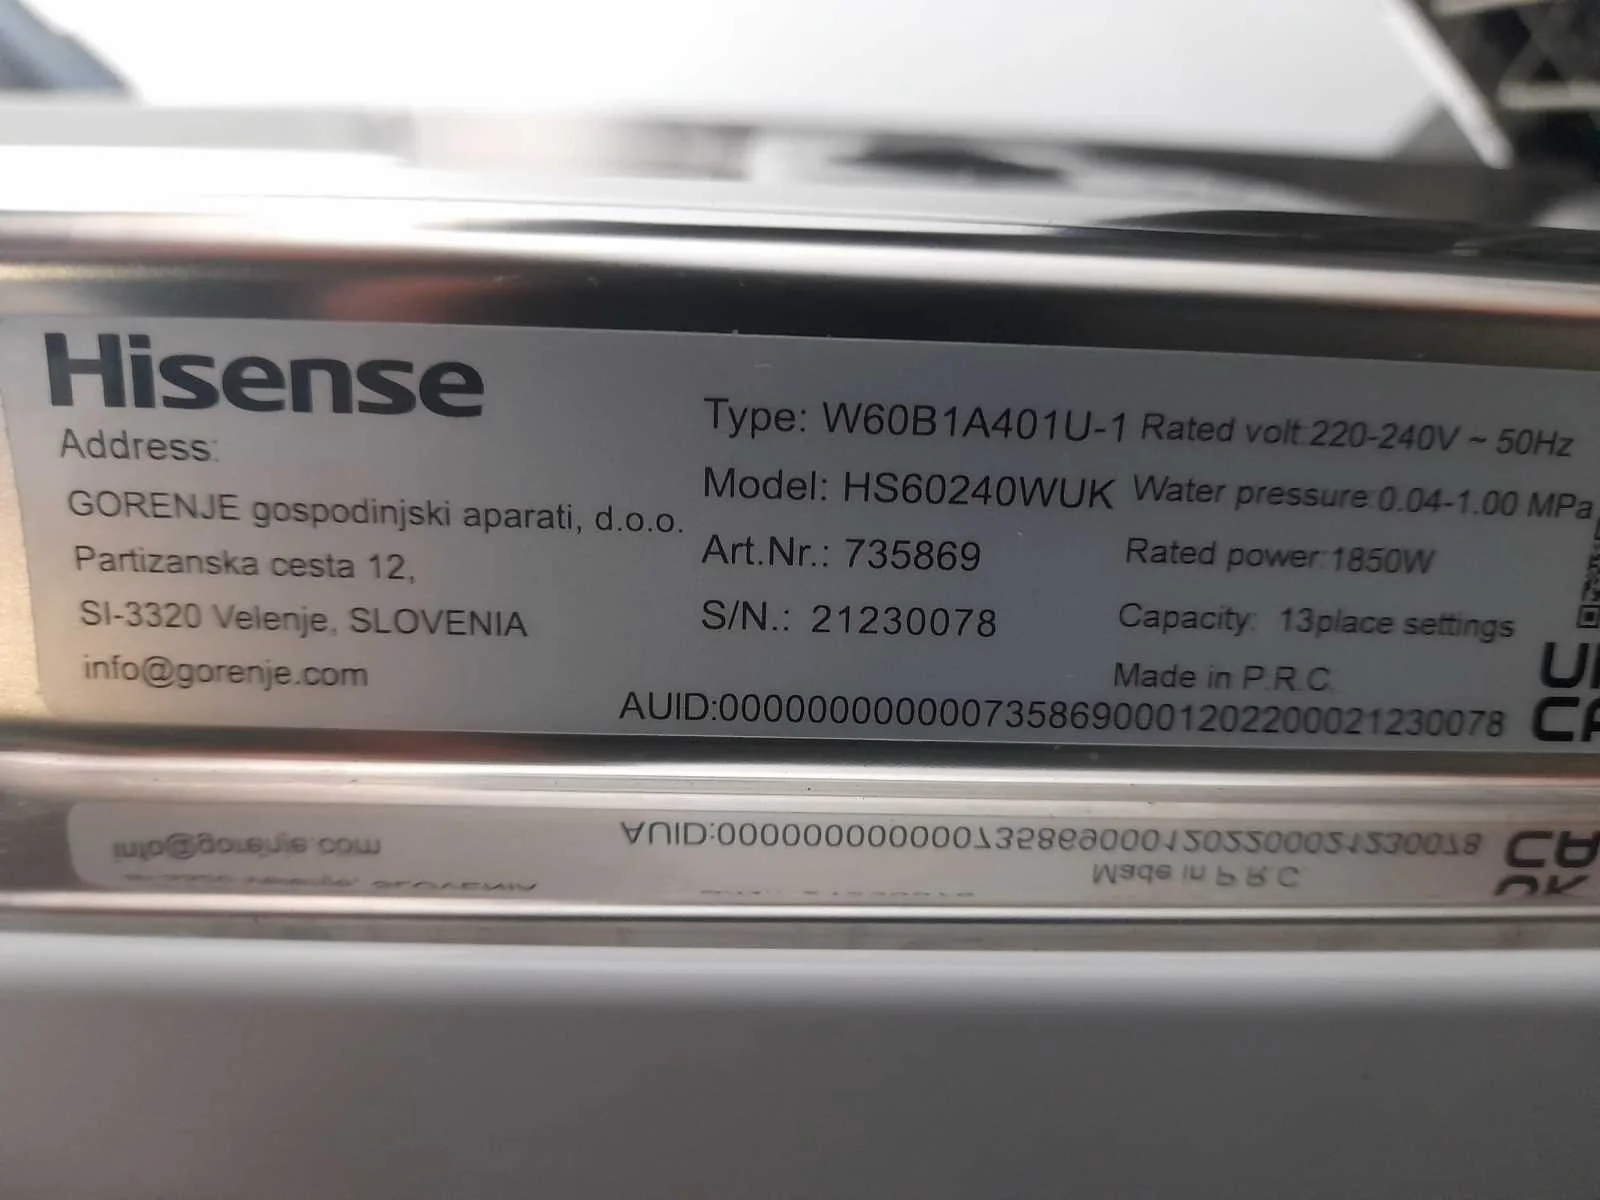 Hisense
Address:
GORENJE gospodinjski aparati, d.o.o.
Partizanska cesta 12,
SI-3320 Velenje, SLOVENIA
info@gorenje.com
Type: W60B1A401U-1 Rated volt:220-240V ~ 50Hz
Model: HS60240WUK Water pressure:0.04-1.00 MPa
Art.Nr.: 735869 Rated power:1850W
S/N.: 21230078 Capacity: 13place settings
Made in P.R.C.
AUID:00000000000007358690001202200021230078